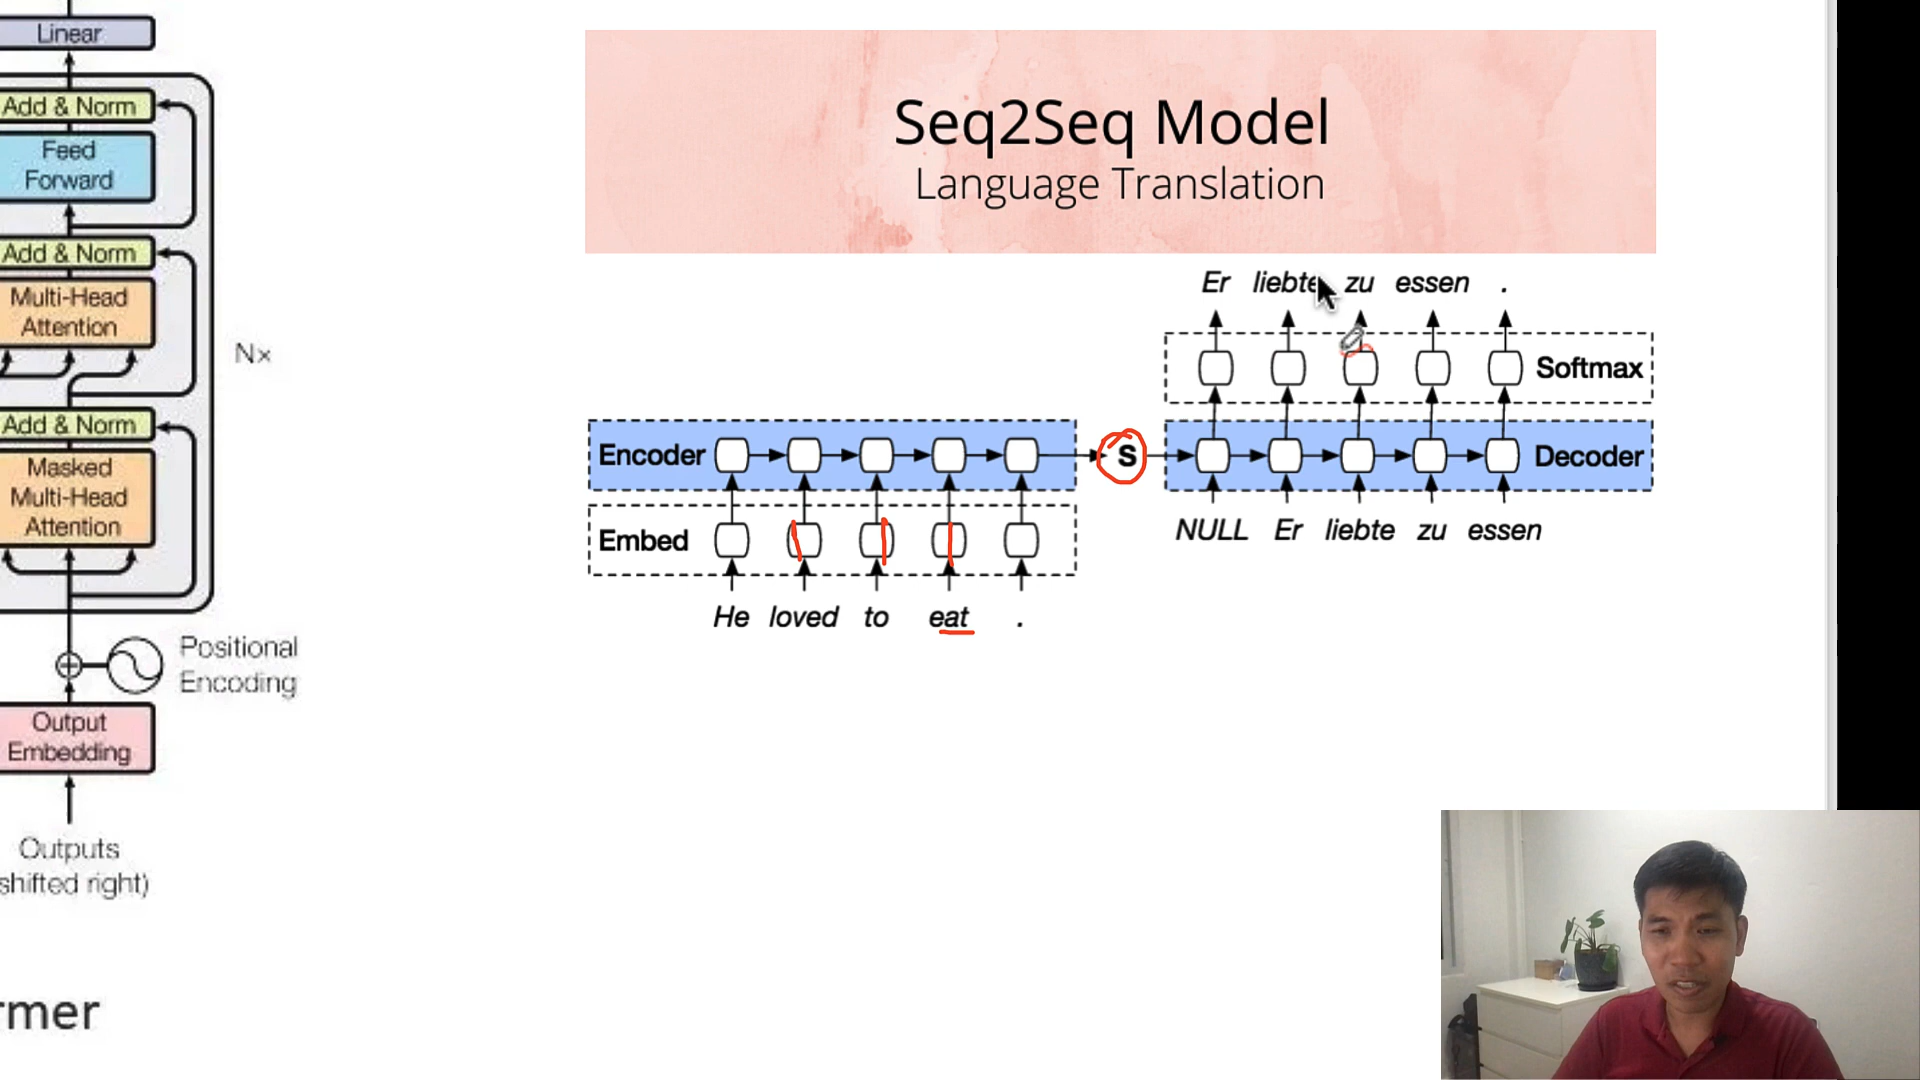 Linear
Add & Norm
Feed
Forward
Add & Norm
Multi-Head
Attention
N×
Add & Norm
Masked
Multi-Head
Attention
Positional
Encoding
Output
Embedding
Outputs
shifted right)
rmer
Seq2Seq Model
Language Translation
Er liebte zu essen .
Softmax
Encoder S Decoder
NULL Er liebte zu essen
Embed
He loved to eat .